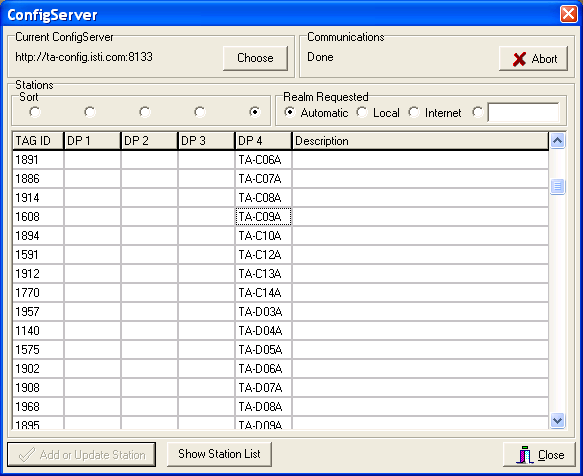 ConfigServer
Current ConfigServer
http://ta-config.isti.com:8133
Choose
Communications
Done
Abort
Stations
Sort
Realm Requested
Automatic Local Internet
TAG ID DP 1 DP 2 DP 3 DP 4 Description
1891 TA-C06A
1886 TA-C07A
1914 TA-C08A
1608 TA-C09A
1894 TA-C10A
1591 TA-C12A
1912 TA-C13A
1770 TA-C14A
1957 TA-D03A
1140 TA-D04A
1575 TA-D05A
1902 TA-D06A
1908 TA-D07A
1968 TA-D08A
1895 TA-D09A
Add or Update Station
Show Station List
Close